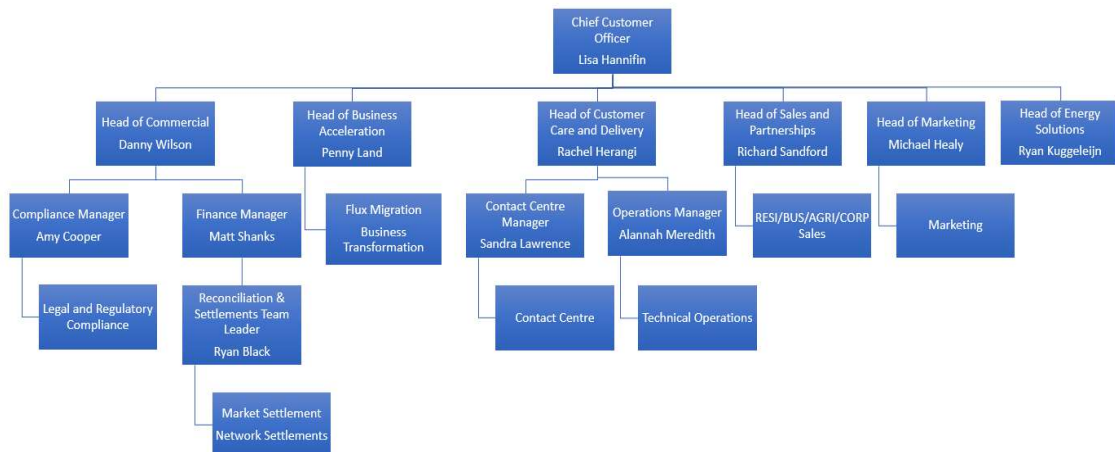 Chief Customer
Officer
Lisa Hannifin
Head of Commercial
Danny Wilson
Head of Business
Acceleration
Penny Land
Head of Customer
Care and Delivery
Rachel Herangi
Head of Sales and
Partnerships
Richard Sandford
Head of Marketing
Michael Healy
Head of Energy
Solutions
Ryan Kuggeleijn
Compliance Manager
Amy Cooper
Finance Manager
Matt Shanks
Flux Migration
Business
Transformation
Contact Centre
Manager
Sandra Lawrence
Operations Manager
Alannah Meredith
RESI/BUS/AGRI/CORP
Sales
Marketing
Legal and Regulatory
Compliance
Reconciliation &
Settlements Team
Leader
Ryan Black
Contact Centre
Technical Operations
Market Settlement
Network Settlements